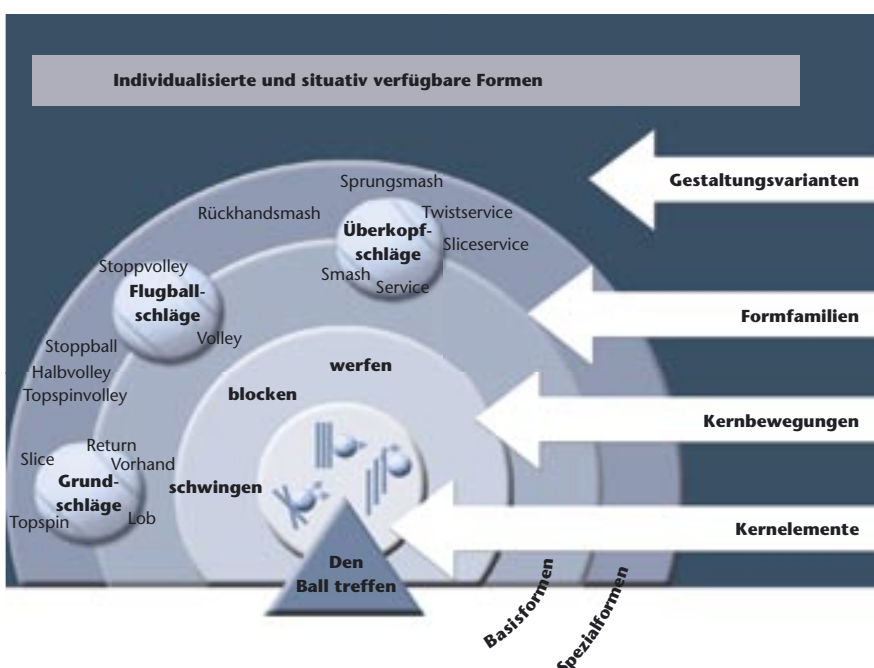 Individualisierte und situativ verfügbare Formen
Gestaltungsvarianten
Sprungsmash
Rückhandsmash
Twistservice
Überkopf-
schläge
Sliceservice
Smash
Service
Stoppvolley
Flugball-
schläge
Volley
Stoppball
Halbvolley
Topspinvolley
Formfamilien
werfen
blocken
schwingen
Kernbewegungen
Return
Slice
Vorhand
Grund-
schläge
Topspin
Lob
Kernelemente
Den
Ball treffen
Basisformen
Spezialformen